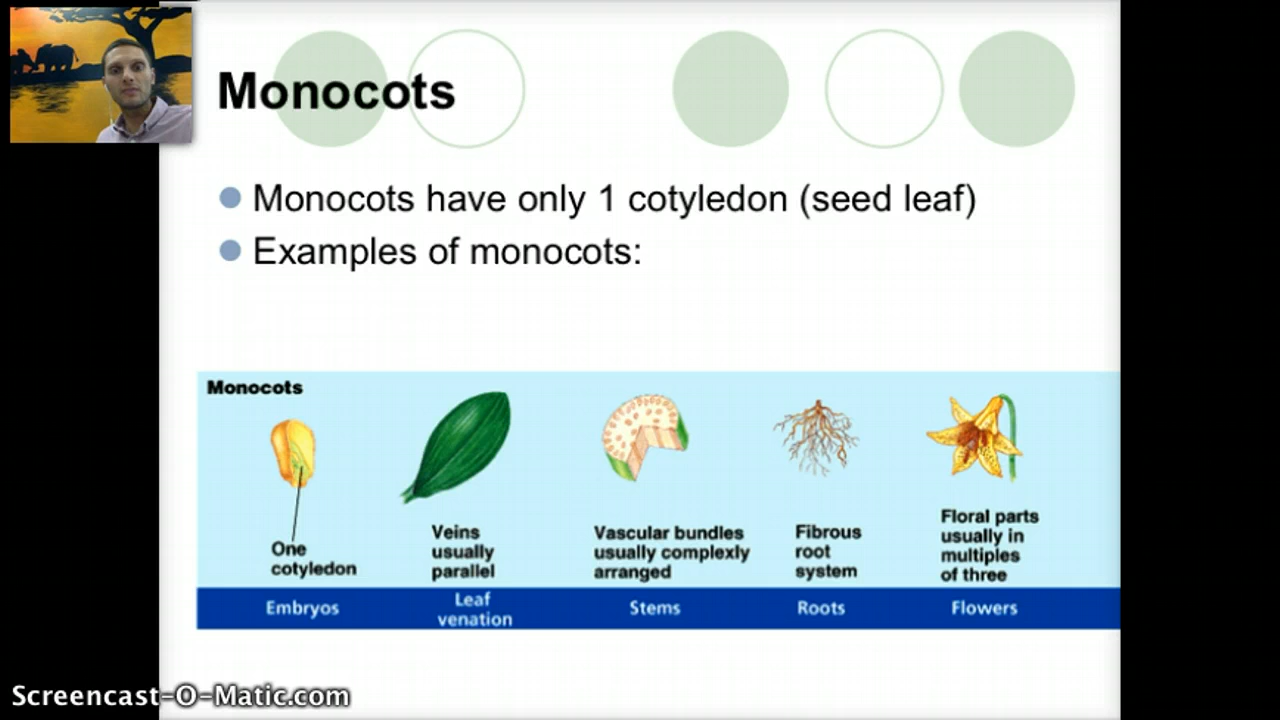 Monocots
Monocots have only 1 cotyledon (seed leaf)
Examples of monocots:
Monocots
One
cotyledon
Veins
usually
parallel
Vascular bundles
usually complexly
arranged
Fibrous
root
system
Floral parts
usually in
multiples
of three
Embryos
Leaf
venation
Stems
Roots
Flowers
Screencast-O-Matic.com